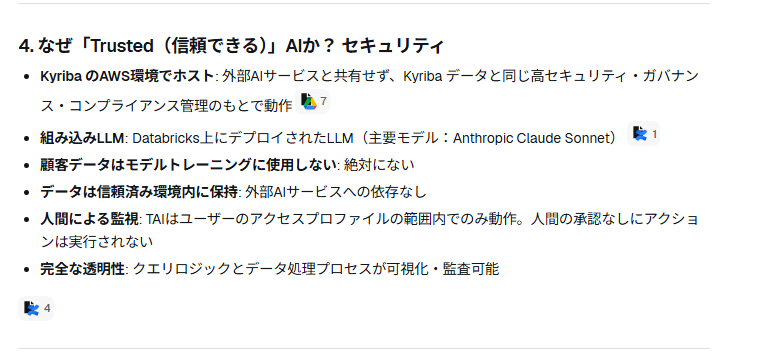 4. なぜ「Trusted（信頼できる）」AIか？ セキュリティ
Kyriba のAWS環境でホスト: 外部AIサービスと共有せず、Kyriba データと同じ高セキュリティ・ガバナン
ス・コンプライアンス管理のもとで動作 7
組み込みLLM: Databricks上にデプロイされたLLM（主要モデル：Anthropic Claude Sonnet） 1
顧客データはモデルトレーニングに使用しない: 絶対にない
データは信頼済み環境内に保持: 外部AIサービスへの依存なし
人間による監視: TAIはユーザーのアクセスプロファイルの範囲内でのみ動作。人間の承認なしにアクショ
ンは実行されない
完全な透明性: クエリロジックとデータ処理プロセスが可視化・監査可能
4